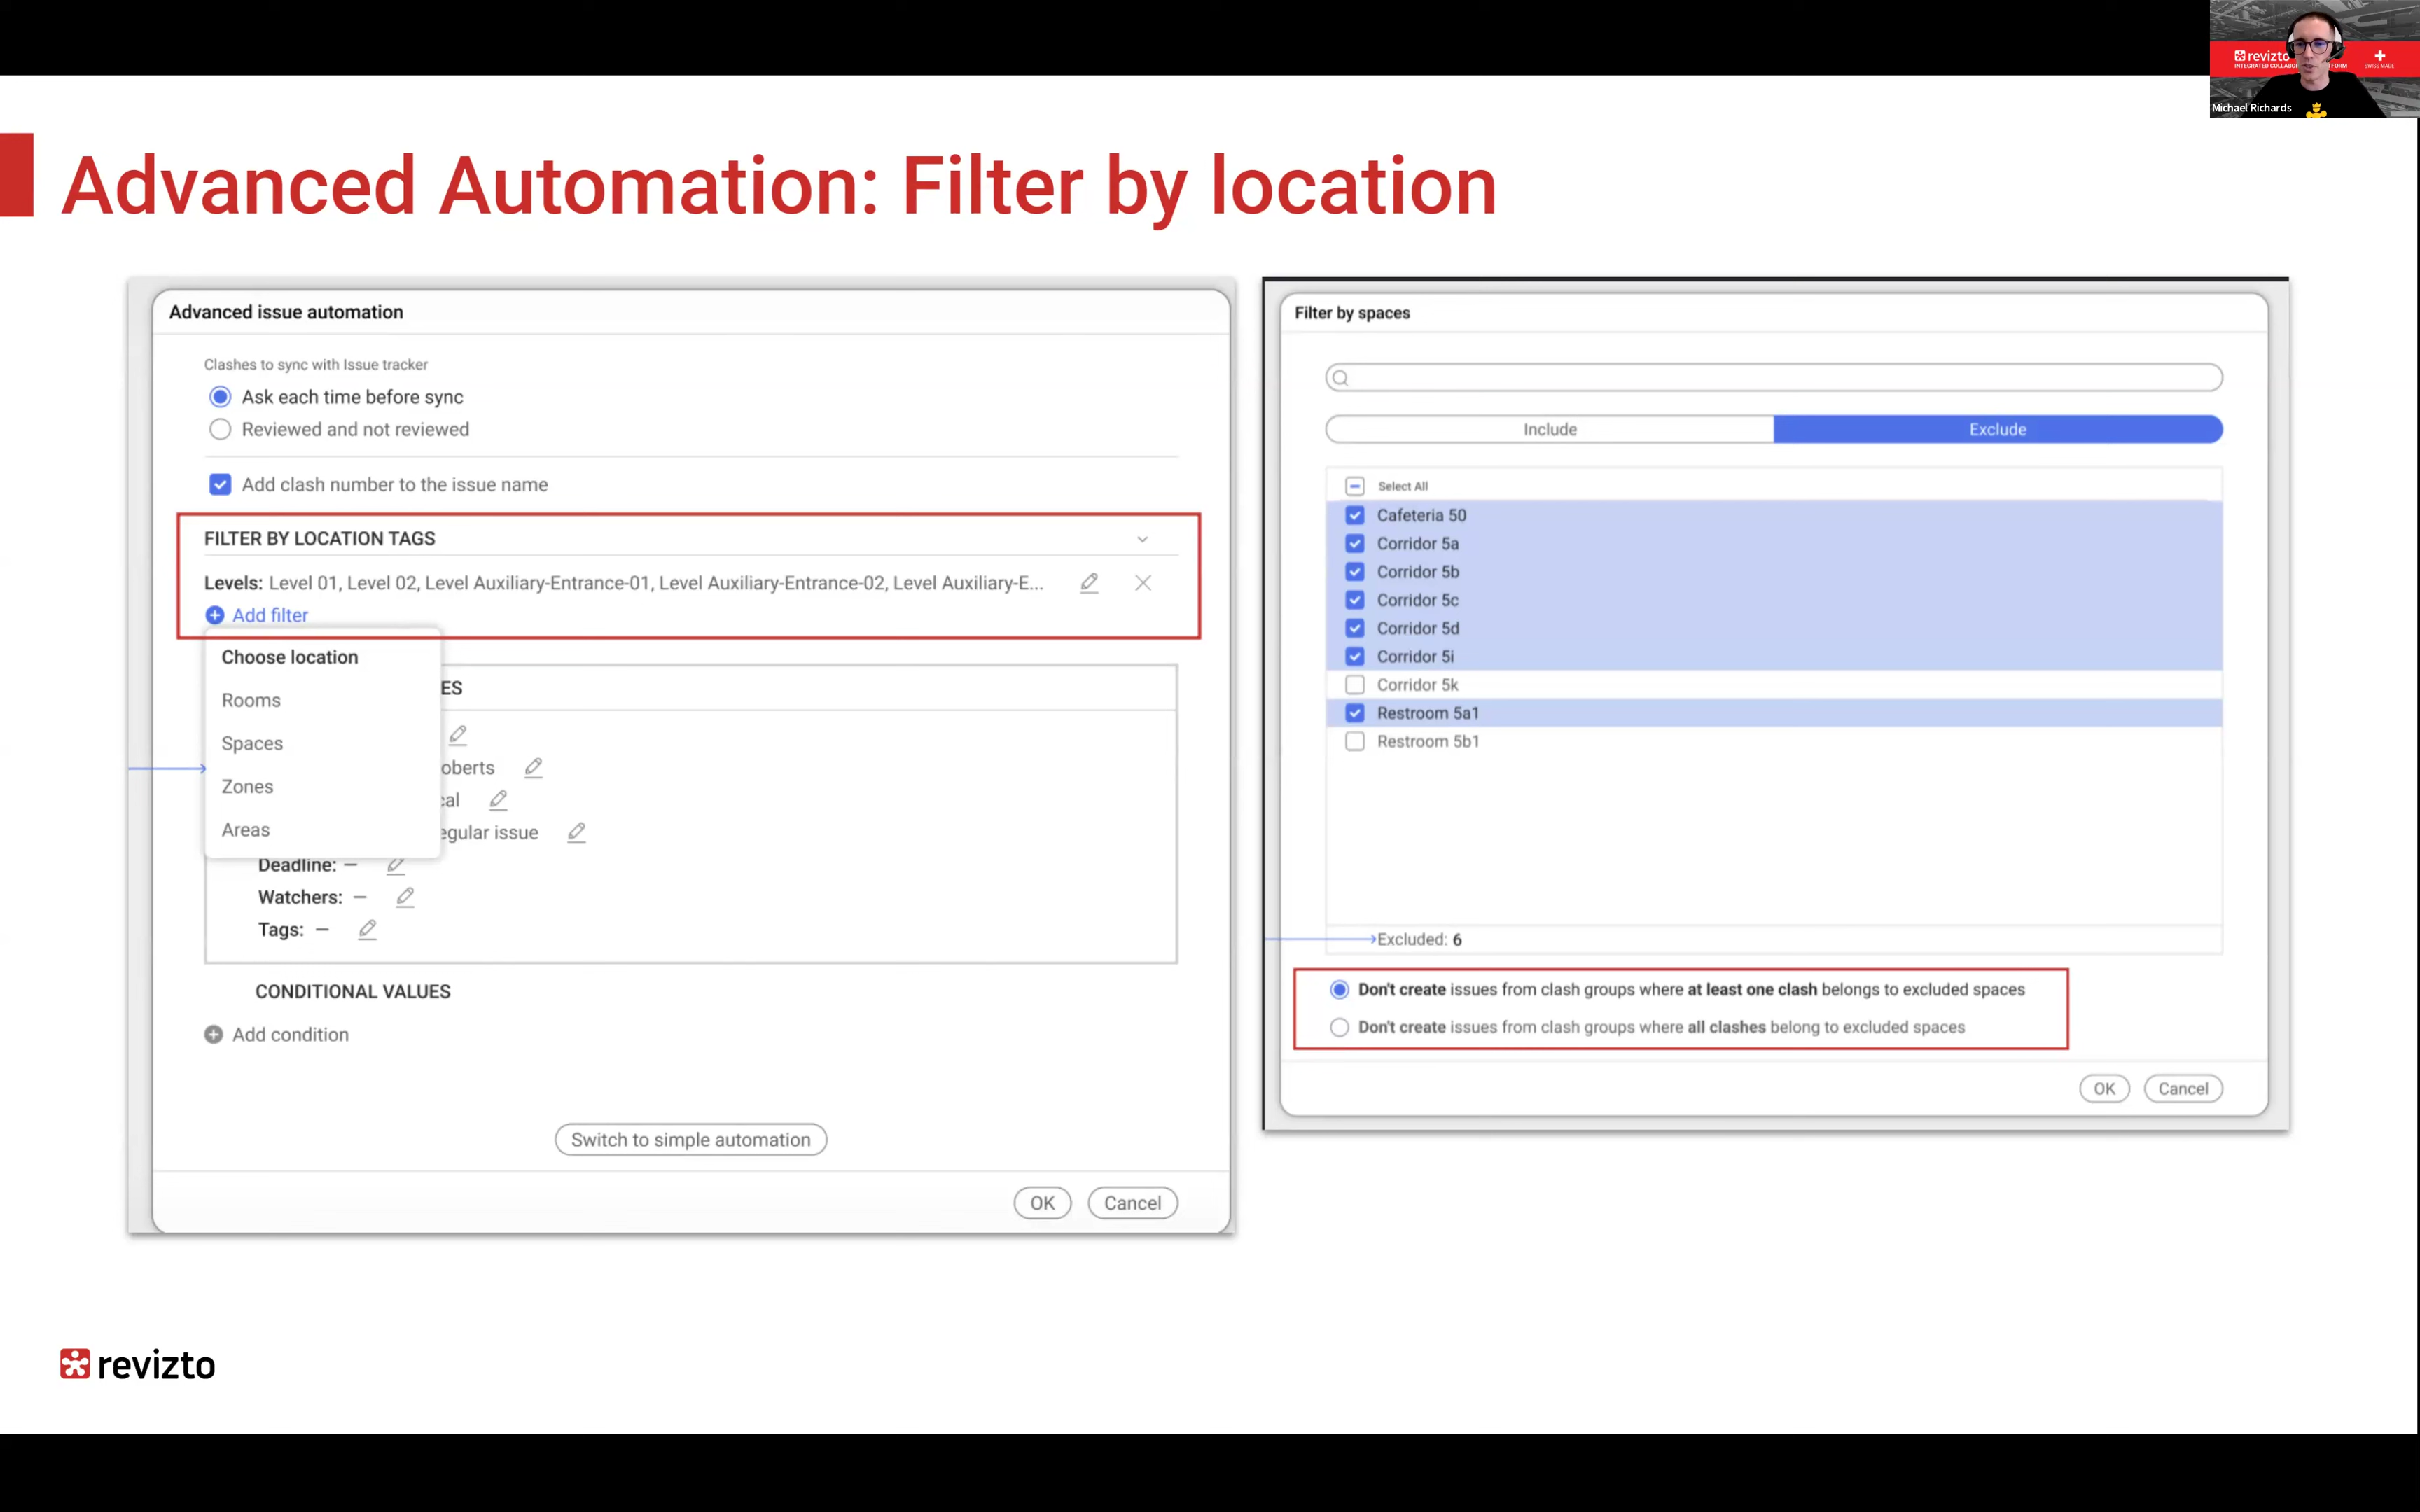 revizto
INTEGRATED COLLABO TFORM
SWISS MADE
Michael Richards
Advanced Automation: Filter by location
Advanced issue automation
Clashes to sync with Issue tracker
Ask each time before sync
Reviewed and not reviewed
Add clash number to the issue name
FILTER BY LOCATION TAGS
Levels: Level 01, Level 02, Level Auxiliary-Entrance-01, Level Auxiliary-Entrance-02, Level Auxiliary-E...
Add filter
Choose location
Rooms
Spaces
Zones
Areas
ES
oberts
cal
egular issue
Deadline: –
Watchers: –
Tags: –
CONDITIONAL VALUES
Add condition
Switch to simple automation
OK Cancel
Filter by spaces
Include Exclude
Select All
Cafeteria 50
Corridor 5a
Corridor 5b
Corridor 5c
Corridor 5d
Corridor 5i
Corridor 5k
Restroom 5a1
Restroom 5b1
Excluded: 6
Don't create issues from clash groups where at least one clash belongs to excluded spaces
Don't create issues from clash groups where all clashes belong to excluded spaces
OK Cancel
revizto